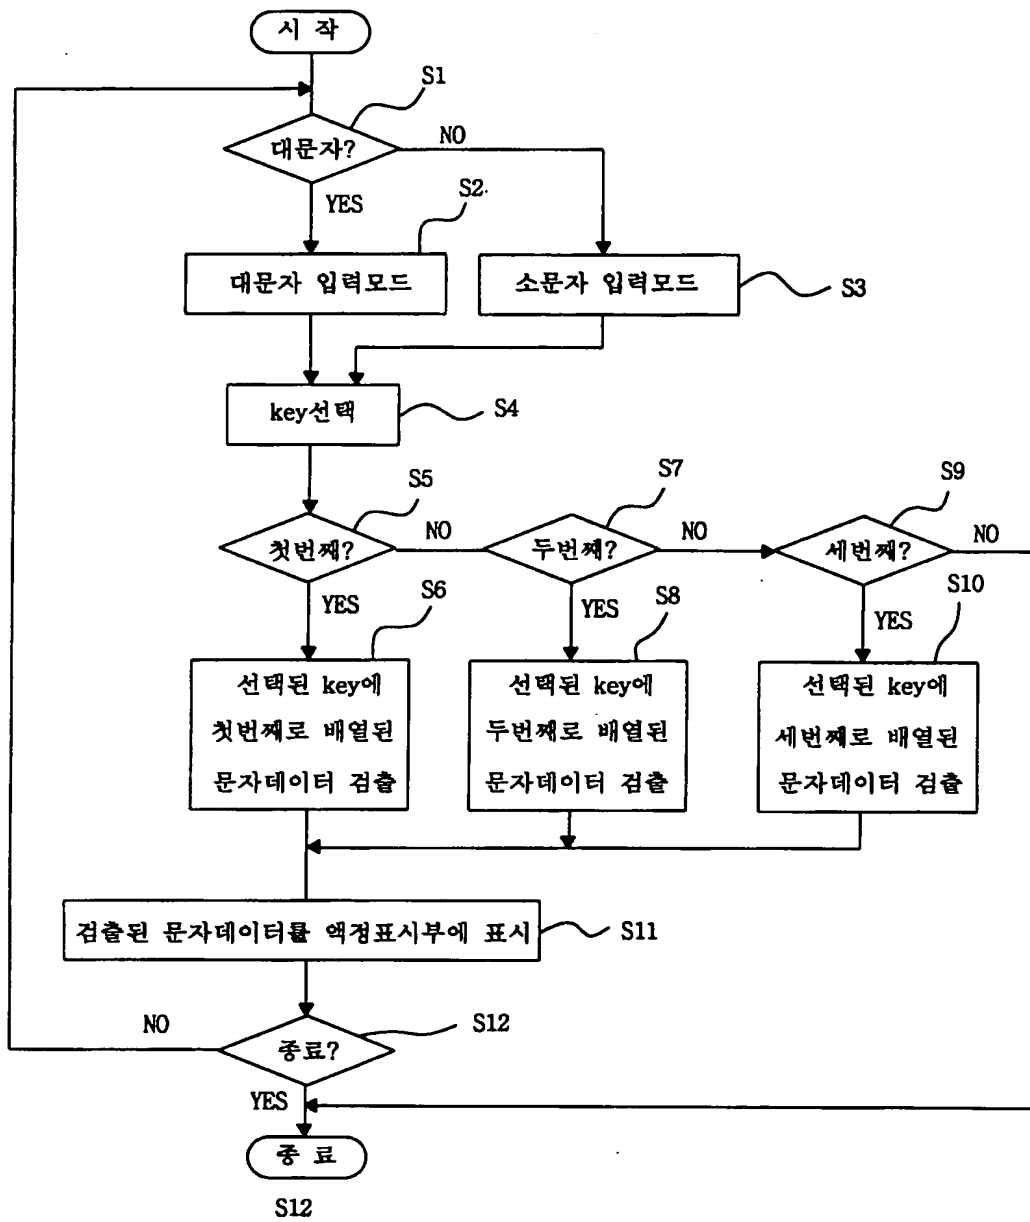 시 작
S1
대문자?
NO
YES
S2
대문자 입력모드
소문자 입력모드
S3
key선택
S4
S5
S7
S9
첫번째?
NO
두번째?
NO
세번째?
NO
YES
S6
YES
S8
YES
S10
선택된 key에
첫번째로 배열된
문자데이터 검출
선택된 key에
두번째로 배열된
문자데이터 검출
선택된 key에
세번째로 배열된
문자데이터 검출
검출된 문자데이터를 액정표시부에 표시
S11
NO
S12
종료?
YES
종 료
S12